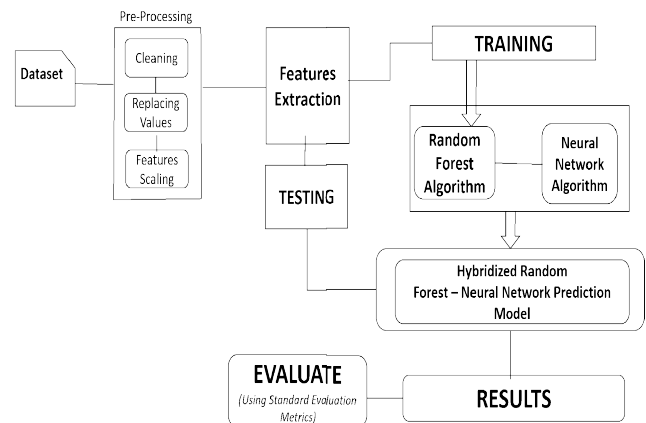 Pre-Processing
Dataset
Cleaning
Replacing
Values
Features
Scaling
Features
Extraction
TESTING
TRAINING
Random
Forest
Algorithm
Neural
Network
Algorithm
Hybridized Random
Forest – Neural Network Prediction
Model
RESULTS
EVALUATE
(Using Standard Evaluation
Metrics)